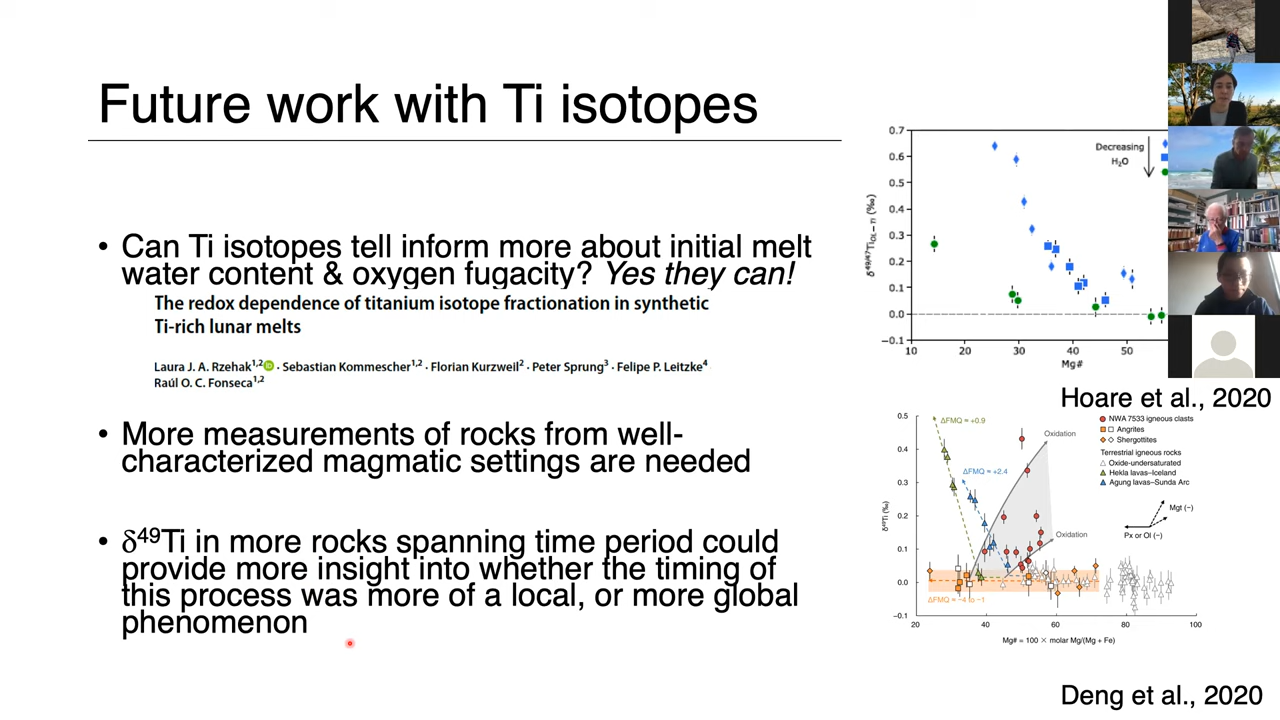 Future work with Ti isotopes
• Can Ti isotopes tell inform more about initial melt
water content & oxygen fugacity? Yes they can!
The redox dependence of titanium isotope fractionation in synthetic
Ti-rich lunar melts
Laura J. A. Rzehak1,2 · Sebastian Kommescher1,2 · Florian Kurzweil2 · Peter Sprung3 · Felipe P. Leitzke4
Raúl O. C. Fonseca1,2
• More measurements of rocks from well-
characterized magmatic settings are needed
• δ49Ti in more rocks spanning time period could
provide more insight into whether the timing of
this process was more of a local, or more global
phenomenon
0.7
0.6
0.5
0.4
0.3
0.2
0.1
0.0
−0.1
δ49/47TiOL-Ti (‰)
Decreasing
H2O
10 20 30 40 50
Mg#
Hoare et al., 2020
0.5
0.4
0.3
0.2
0.1
0.0
−0.1
δ49Ti (‰)
ΔFMQ = +0.9
ΔFMQ = +2.4
ΔFMQ = −4 to −1
Oxidation
Oxidation
NWA 7533 igneous clasts
Angrites
Shergottites
Terrestrial igneous rocks
Oxide-undersaturated
Hekla lavas–Iceland
Agung lavas–Sunda Arc
Mgt (−)
Px or Ol (−)
20 40 60 80 100
Mg# = 100 × molar Mg/(Mg + Fe)
Deng et al., 2020